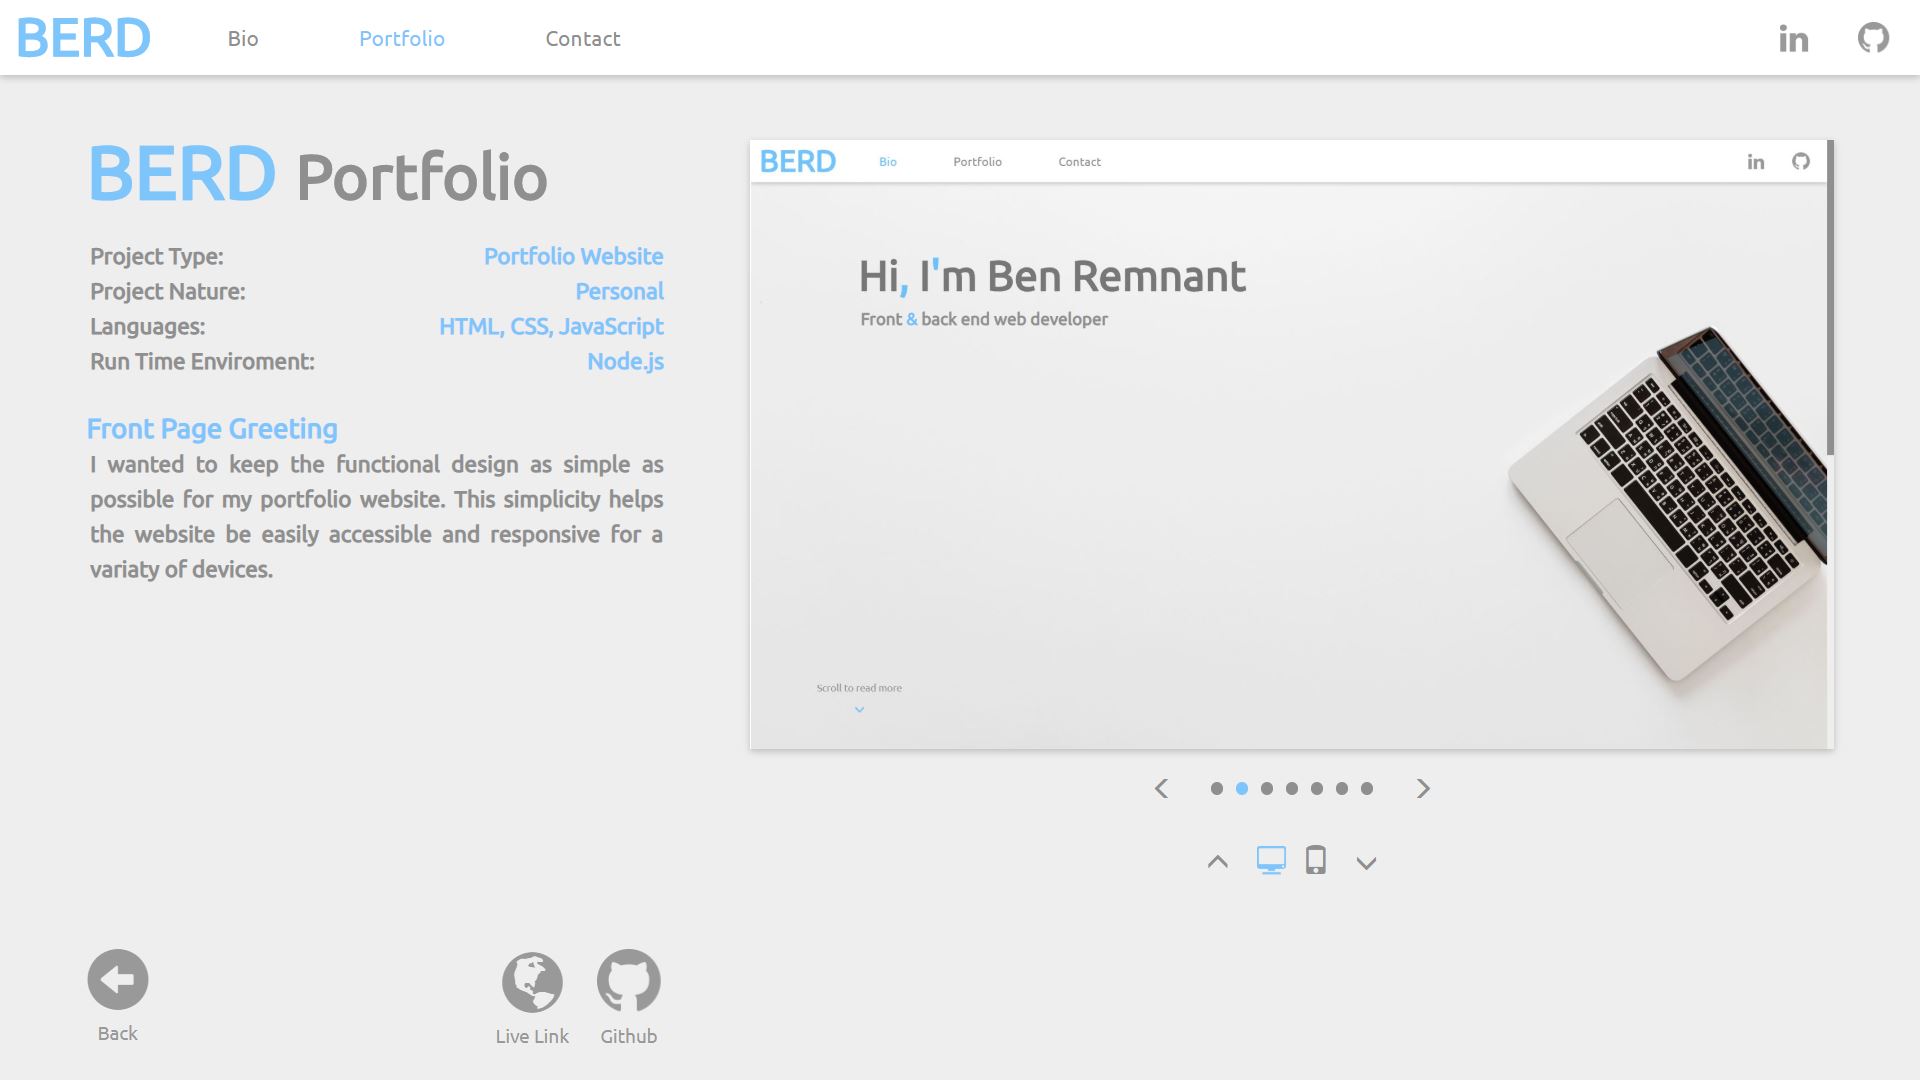 BERD Bio Portfolio Contact in
BERD Portfolio
Project Type: Portfolio Website
Project Nature: Personal
Languages: HTML, CSS, JavaScript
Run Time Enviroment: Node.js
Front Page Greeting
I wanted to keep the functional design as simple as
possible for my portfolio website. This simplicity helps
the website be easily accessible and responsive for a
variaty of devices.
BERD Bio Portfolio Contact in
Hi, I'm Ben Remnant
Front & back end web developer
Scroll to read more
Back
Live Link
Github